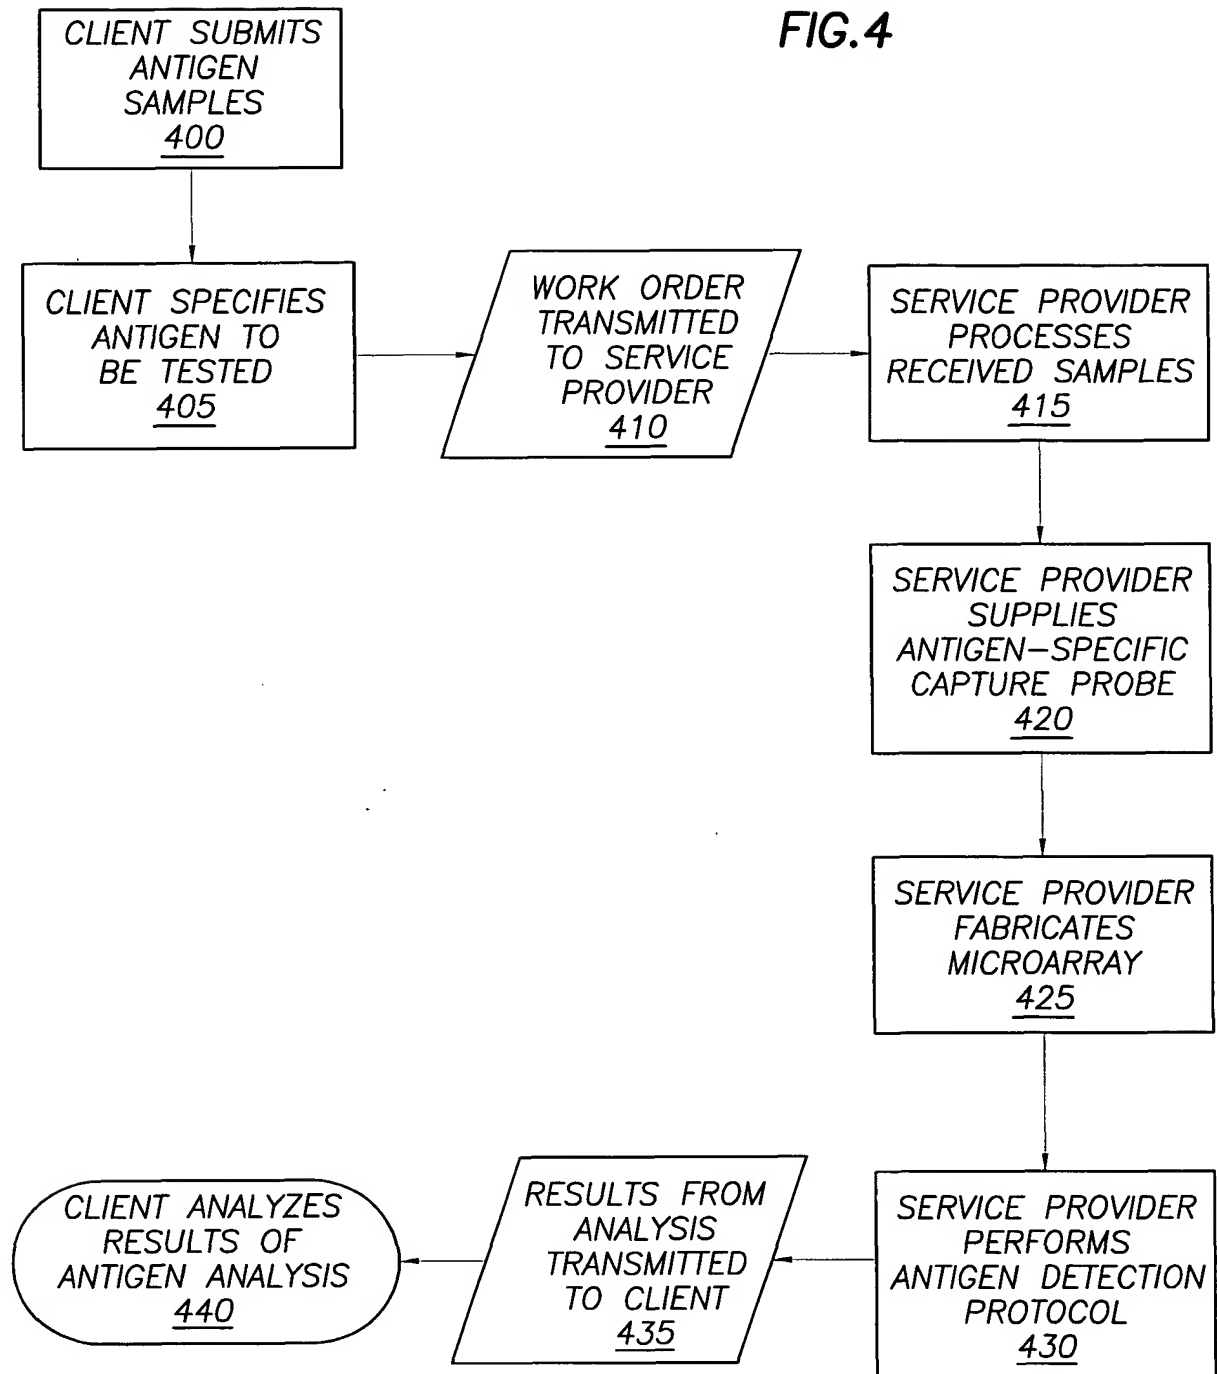 FIG.4
CLIENT SUBMITS
ANTIGEN
SAMPLES
400
CLIENT SPECIFIES
ANTIGEN TO
BE TESTED
405
WORK ORDER
TRANSMITTED
TO SERVICE
PROVIDER
410
SERVICE PROVIDER
PROCESSES
RECEIVED SAMPLES
415
SERVICE PROVIDER
SUPPLIES
ANTIGEN–SPECIFIC
CAPTURE PROBE
420
SERVICE PROVIDER
FABRICATES
MICROARRAY
425
SERVICE PROVIDER
PERFORMS
ANTIGEN DETECTION
PROTOCOL
430
RESULTS FROM
ANALYSIS
TRANSMITTED
TO CLIENT
435
CLIENT ANALYZES
RESULTS OF
ANTIGEN ANALYSIS
440